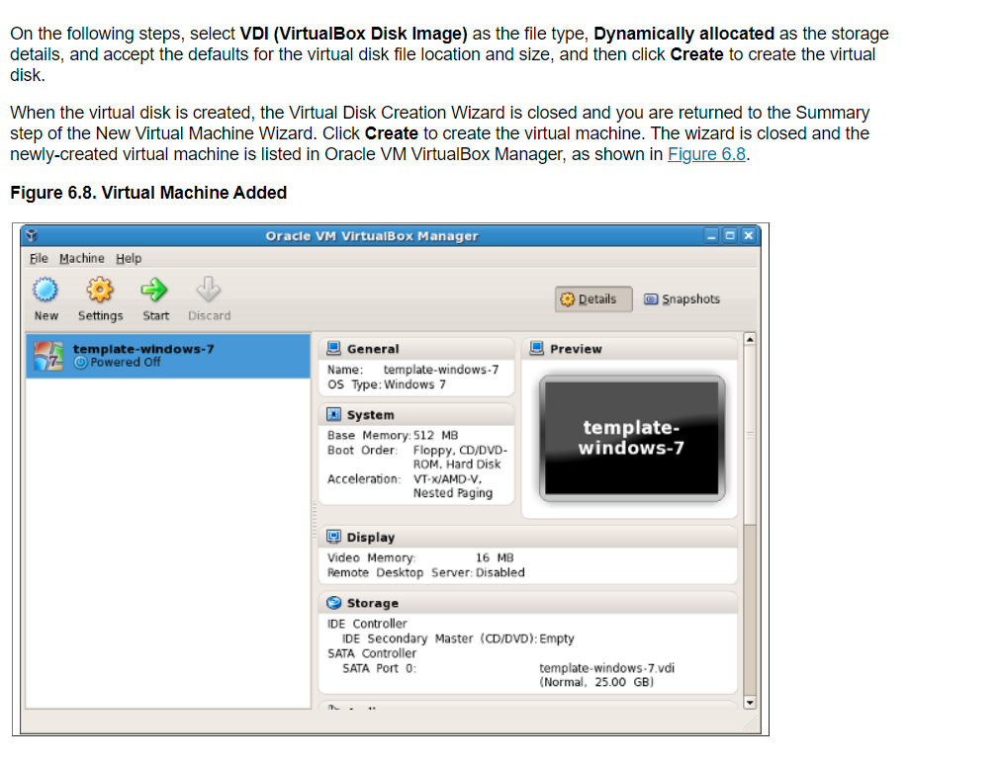 On the following steps, select VDI (VirtualBox Disk Image) as the file type, Dynamically allocated as the storage
details, and accept the defaults for the virtual disk file location and size, and then click Create to create the virtual
disk.
When the virtual disk is created, the Virtual Disk Creation Wizard is closed and you are returned to the Summary
step of the New Virtual Machine Wizard. Click Create to create the virtual machine. The wizard is closed and the
newly-created virtual machine is listed in Oracle VM VirtualBox Manager, as shown in Figure 6.8.
Figure 6.8. Virtual Machine Added
Oracle VM VirtualBox Manager
File Machine Help
New Settings Start Discard
Details Snapshots
template-windows-7
Powered Off
General
Name: template-windows-7
OS Type: Windows 7
System
Base Memory: 512 MB
Boot Order: Floppy, CD/DVD-
ROM, Hard Disk
Acceleration: VT-x/AMD-V,
Nested Paging
Preview
template-
windows-7
Display
Video Memory: 16 MB
Remote Desktop Server: Disabled
Storage
IDE Controller
IDE Secondary Master (CD/DVD): Empty
SATA Controller
SATA Port 0: template-windows-7.vdi
(Normal, 25.00 GB)